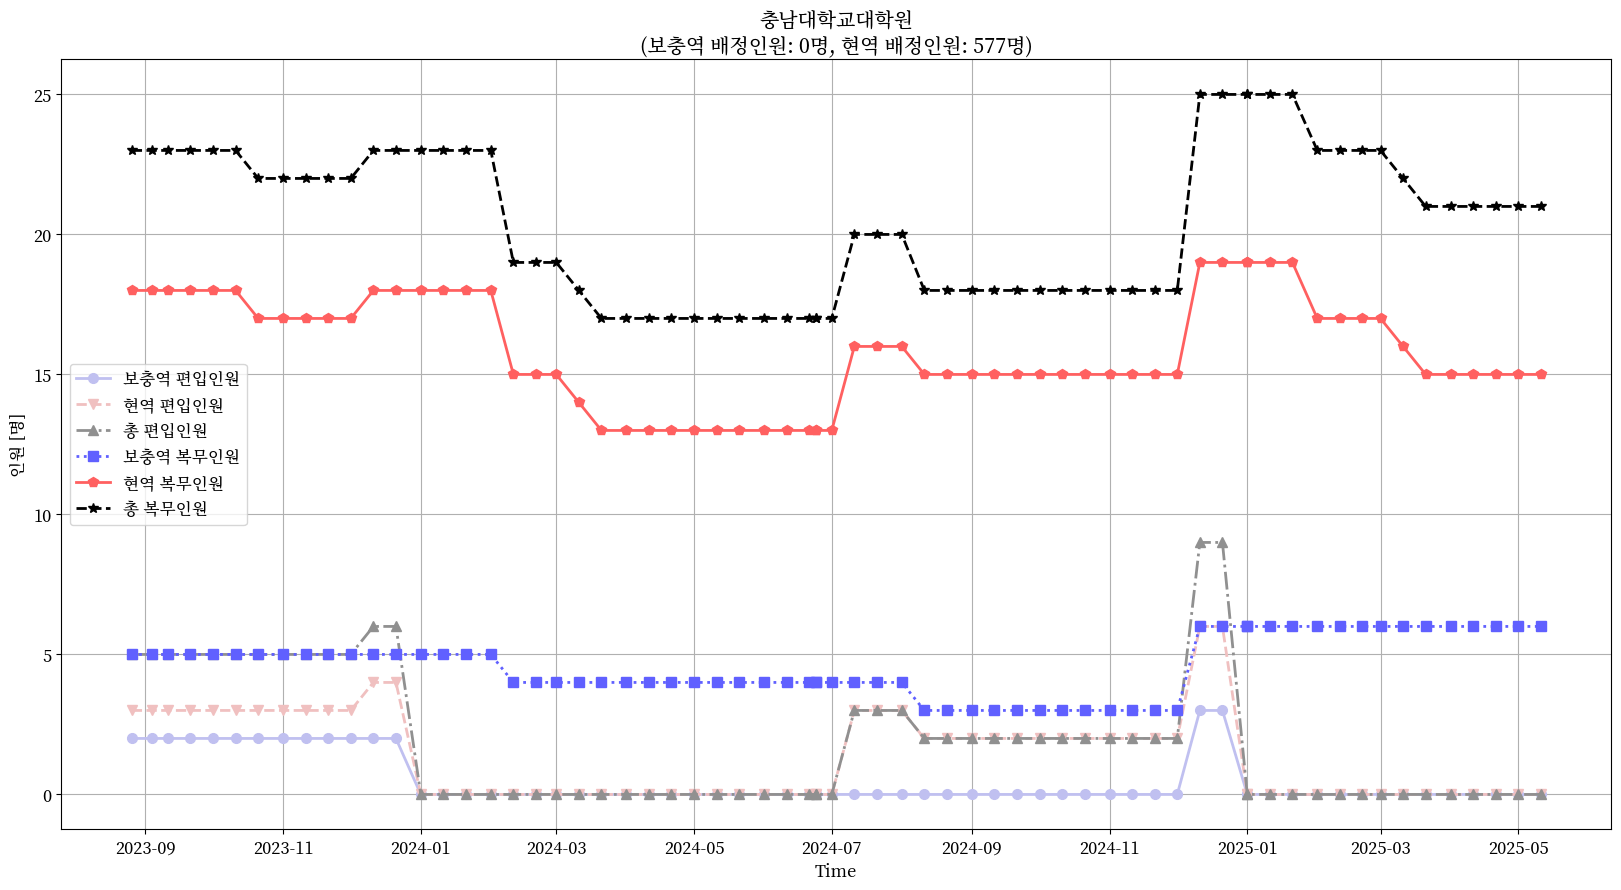 충남대학교대학원
(보충역 배정인원: 0명, 현역 배정인원: 577명)
25
20
15
10
5
0
인원 [명]
보충역 편입인원
현역 편입인원
총 편입인원
보충역 복무인원
현역 복무인원
총 복무인원
2023-09 2023-11 2024-01 2024-03 2024-05 2024-07 2024-09 2024-11 2025-01 2025-03 2025-05
Time